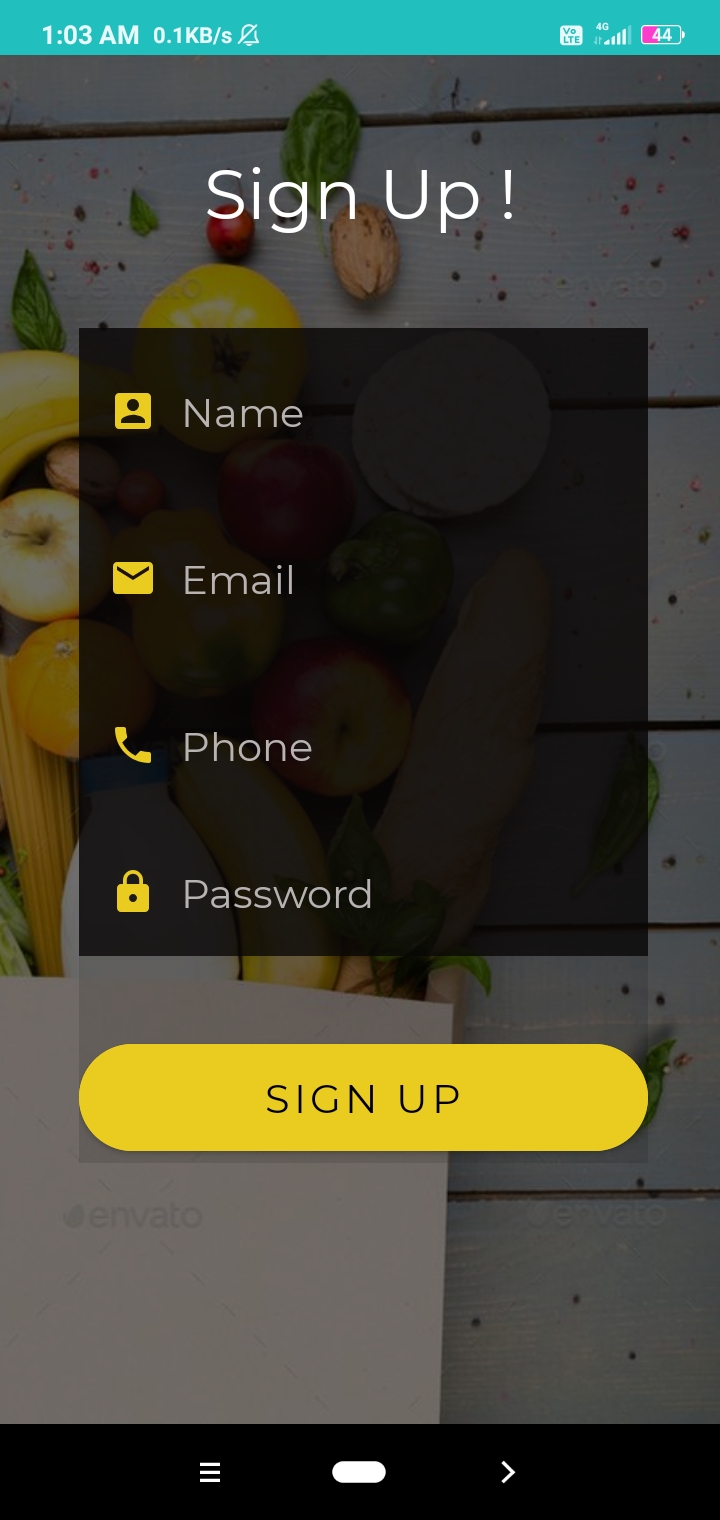 1:03 AM 0.1KB/s Vo LTE 4G 44
Sign Up !
envato envato
Name
Email
Phone
Password
SIGN UP
envato envato